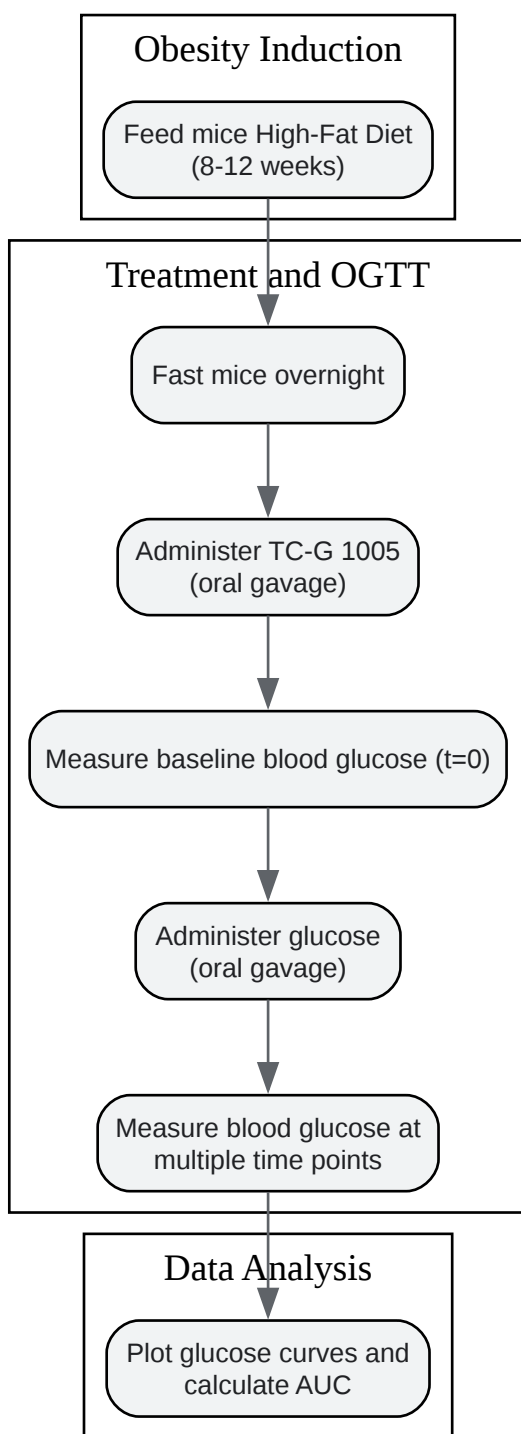 Obesity Induction
Feed mice High-Fat Diet
(8-12 weeks)
Treatment and OGTT
Fast mice overnight
Administer TC-G 1005
(oral gavage)
Measure baseline blood glucose (t=0)
Administer glucose
(oral gavage)
Measure blood glucose at
multiple time points
Data Analysis
Plot glucose curves and
calculate AUC